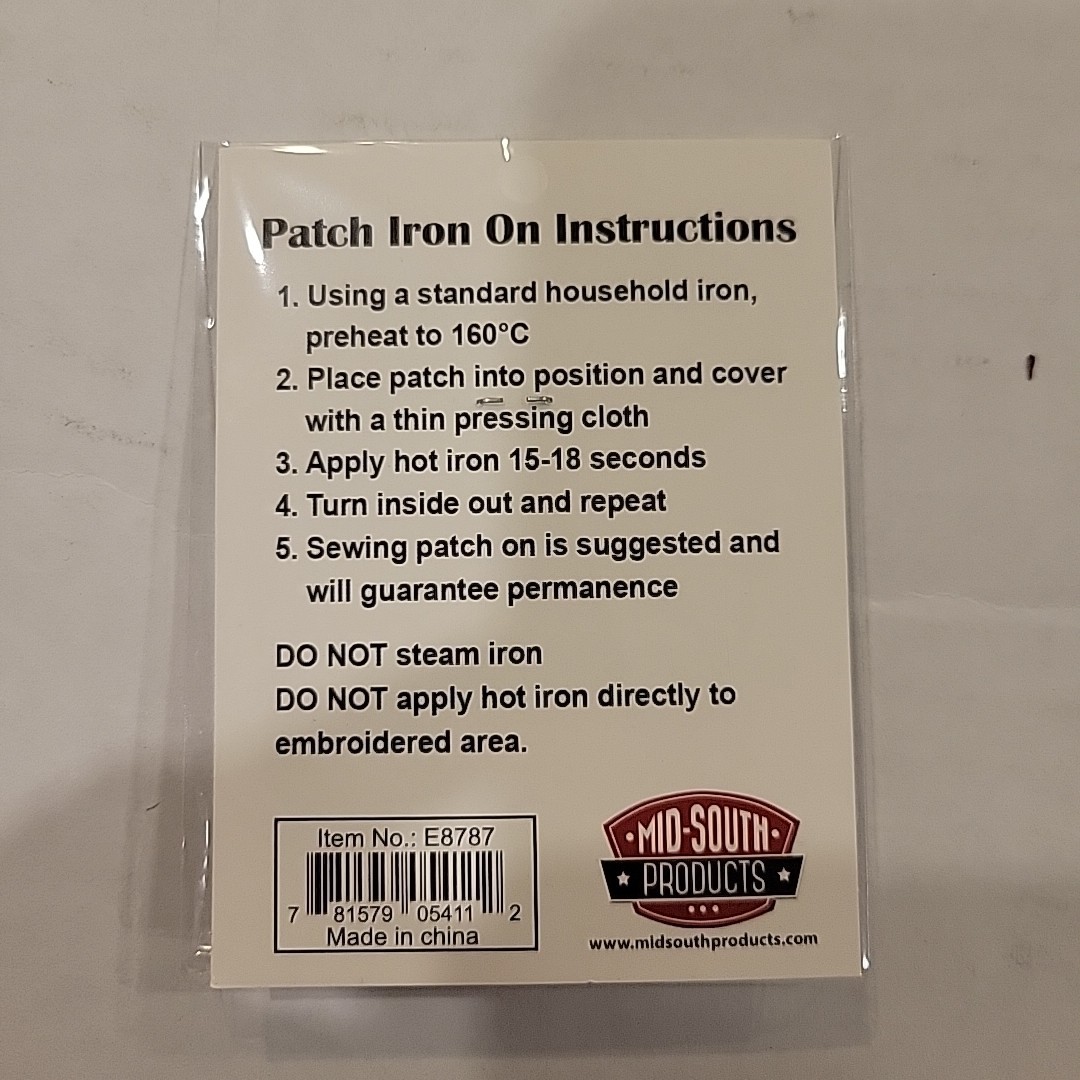 Patch Iron On Instructions
1. Using a standard household iron,
preheat to 160°C
2. Place patch into position and cover
with a thin pressing cloth
3. Apply hot iron 15-18 seconds
4. Turn inside out and repeat
5. Sewing patch on is suggested and
will guarantee permanence
DO NOT steam iron
DO NOT apply hot iron directly to
embroidered area.
Item No.: E8787
7 81579 05411 2
Made in china
MID-SOUTH
PRODUCTS
www.midsouthproducts.com